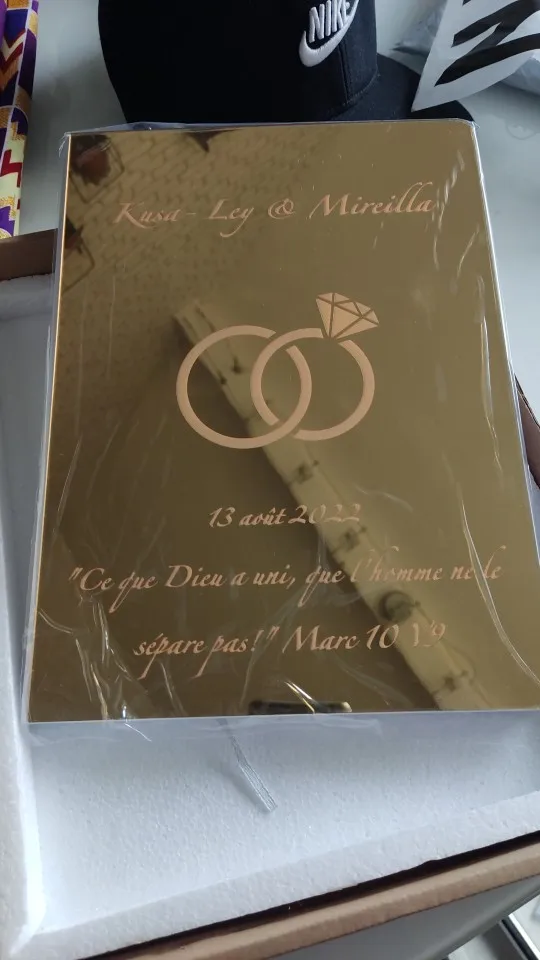 NIKE
Kusa-Ley & Mireilla
13 août 2022
"Ce que Dieu a uni, que l'homme ne le
sépare pas!" Marc 10 V9